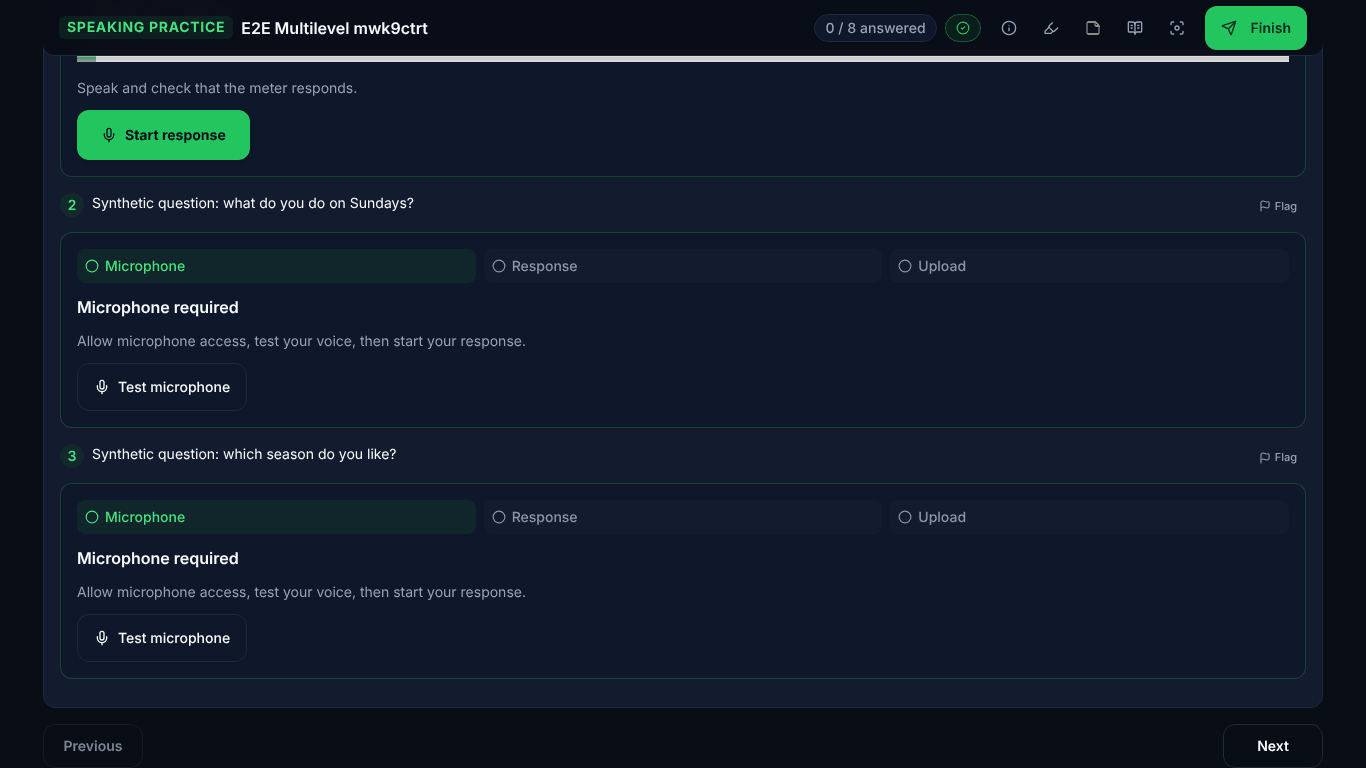 SPEAKING PRACTICE E2E Multilevel mwk9ctrt 0 / 8 answered Finish
Speak and check that the meter responds.
Start response
2 Synthetic question: what do you do on Sundays? Flag
Microphone Response Upload
Microphone required
Allow microphone access, test your voice, then start your response.
Test microphone
3 Synthetic question: which season do you like? Flag
Microphone Response Upload
Microphone required
Allow microphone access, test your voice, then start your response.
Test microphone
Previous Next